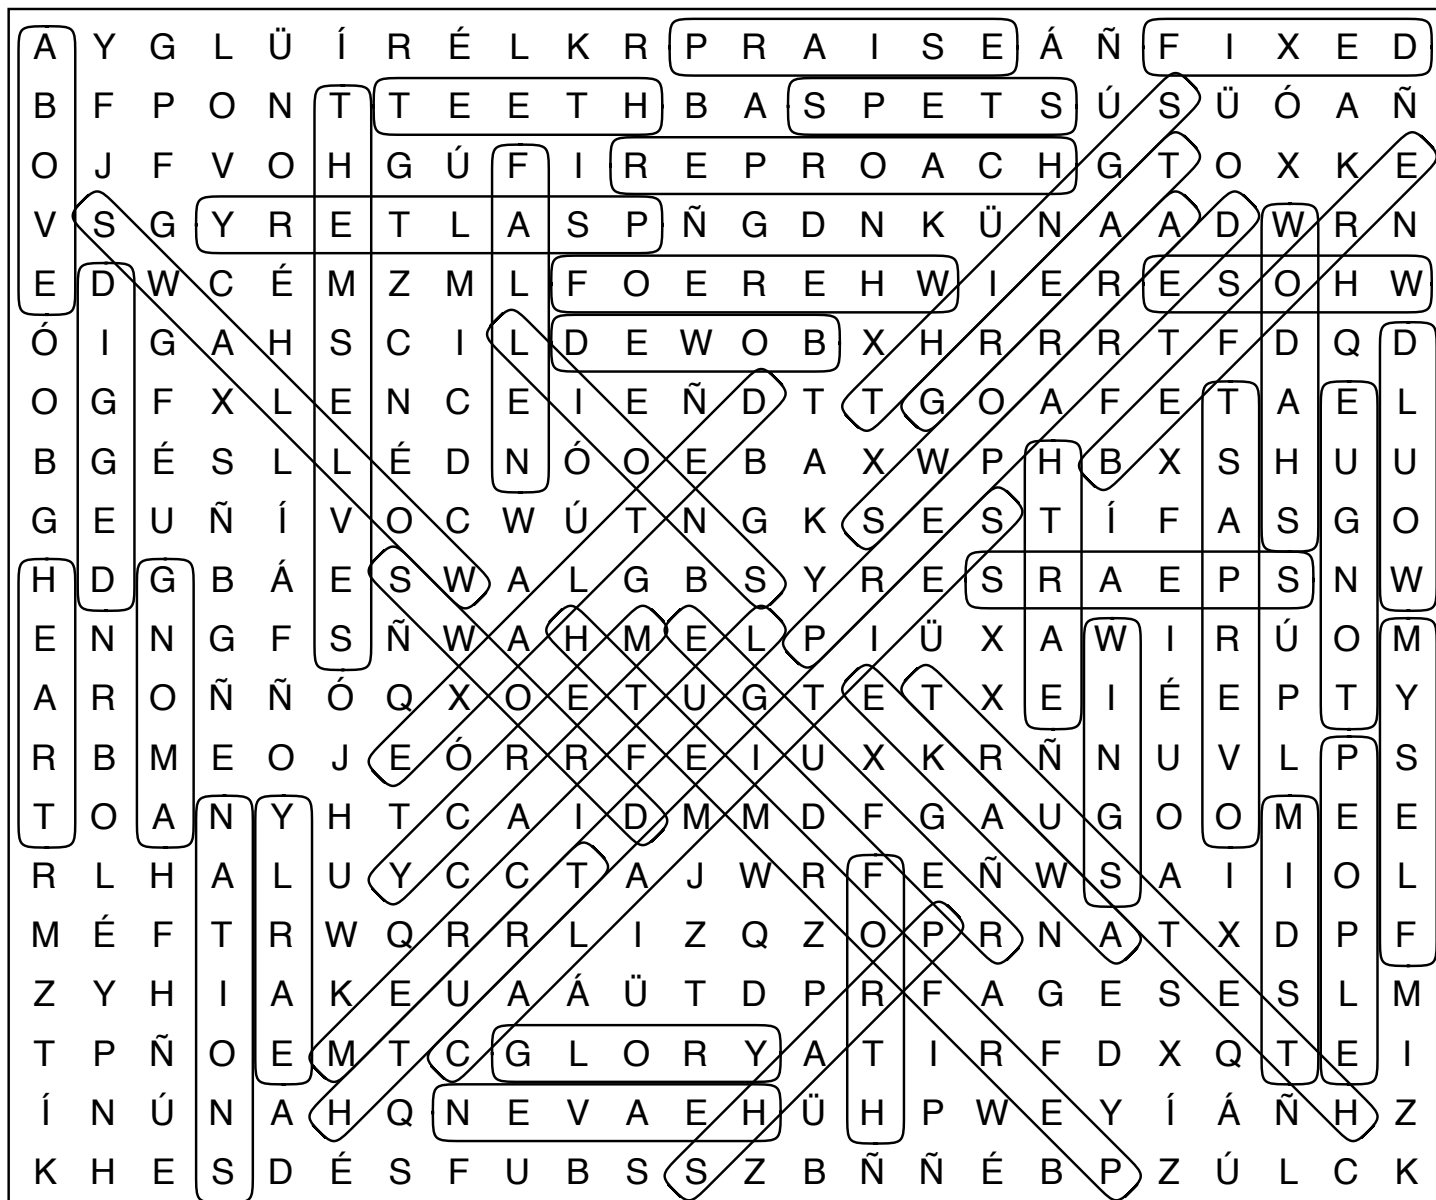 A Y G L Ü Í R É L K R P R A I S E Á Ñ F I X E D
B F P O N T T E E T H B A S P E T S Ú S Ü Ó A Ñ
O J F V O H G Ú F I R E P R O A C H G T O X K E
V S G Y R E T L A S P Ñ G D N K Ü N A A D W R N
E D W C É M Z M L F O E R E H W I E R E S O H W
Ó I G A H S C I L D E W O B X H R R R T F D Q D
O G F X L E N C E I E Ñ D T T G O A F E T A E L
B G É S L L É D N Ó O E B A X W P H B X S H U U
G E U Ñ Í V O C W Ú T N G K S E S T Í F A S G O
H D G B Á E S W A L G B S Y R E S R A E P S N W
E N N G F S Ñ W A H M E L P I Ü X A W I R Ú O M
A R O Ñ Ñ Ó Q X O E T U G T E T X E I É E P T Y
R B M E O J E Ó R R F E I U X K R Ñ N U V L P S
T O A N Y H T C A I D M M D F G A U G O O M E E
R L H A L U Y C C T A J W R F E Ñ W S A I I O L
M É F T R W Q R R L I Z Q Z O P R N A T X D P F
Z Y H I A K E U A Á Ü T D P R F A G E S E S L M
T P Ñ O E M T C G L O R Y A T I R F D X Q T E I
Í N Ú N A H Q N E V A E H Ü H P W E Y Í Á Ñ H Z
K H E S D É S F U B S S Z B Ñ Ñ É B P Z Ú L C K